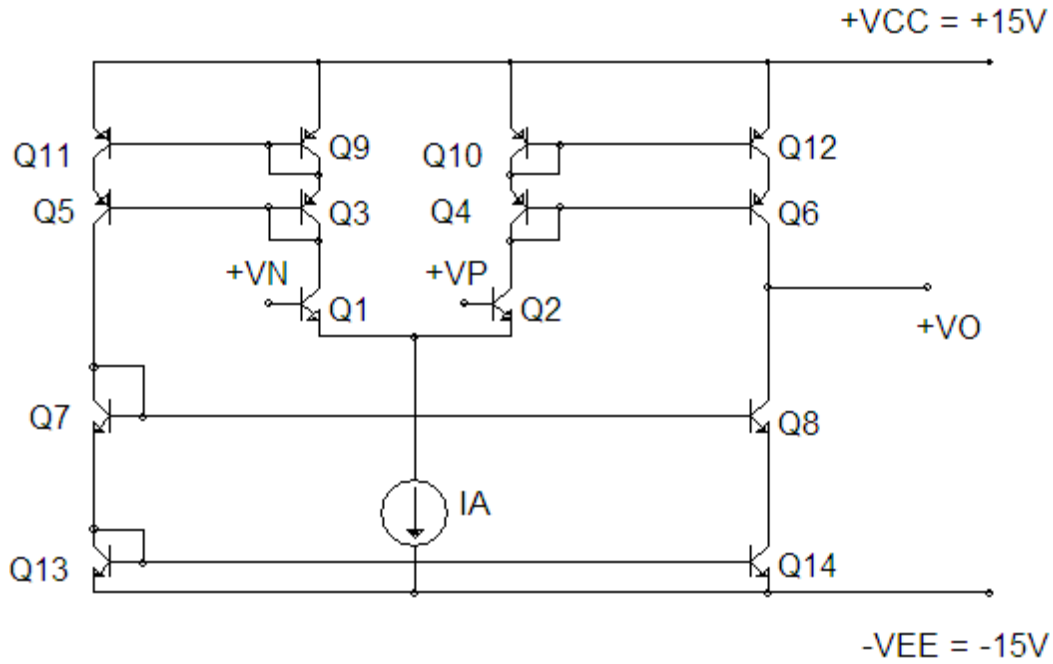 +VCC = +15V
Q11
Q9
Q10
Q12
Q5
Q3
Q4
Q6
+VN
Q1
+VP
Q2
+VO
Q7
Q8
IA
Q13
Q14
-VEE = -15V